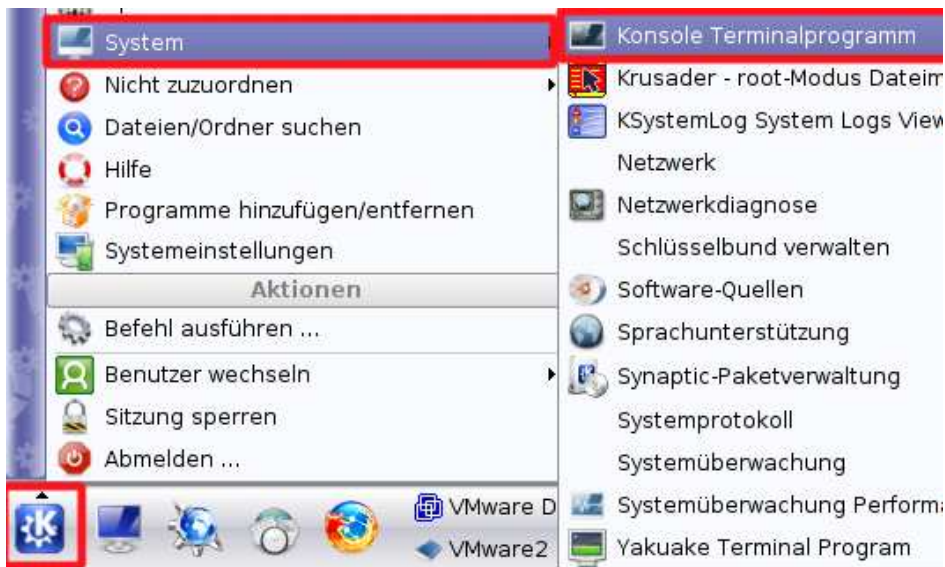 System
Nicht zuzuordnen
Dateien/Ordner suchen
Hilfe
Programme hinzufügen/entfernen
Systemeinstellungen
Aktionen
Befehl ausführen ...
Benutzer wechseln
Sitzung sperren
Abmelden ...
VMware D
VMware2
Konsole Terminalprogramm
Krusader - root-Modus Dateim
KSystemLog System Logs View
Netzwerk
Netzwerkdiagnose
Schlüsselbund verwalten
Software-Quellen
Sprachunterstützung
Synaptic-Paketverwaltung
Systemprotokoll
Systemüberwachung
Systemüberwachung Performa
Yakuake Terminal Program